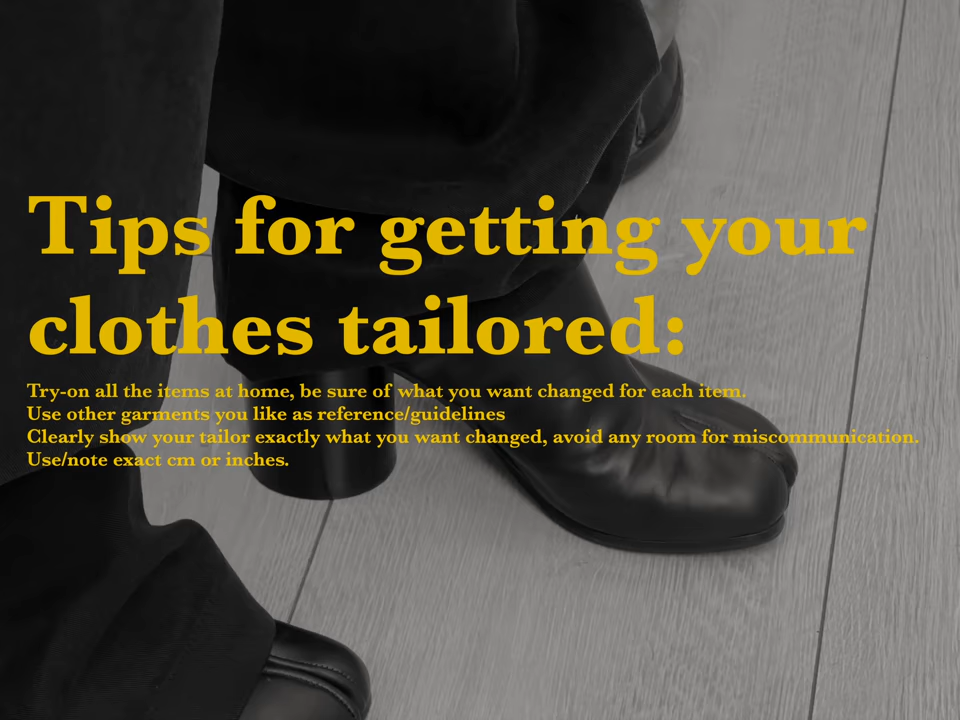 Tips for getting your
clothes tailored:
Try-on all the items at home, be sure of what you want changed for each item.
Use other garments you like as reference/guidelines
Clearly show your tailor exactly what you want changed, avoid any room for miscommunication.
Use/note exact cm or inches.